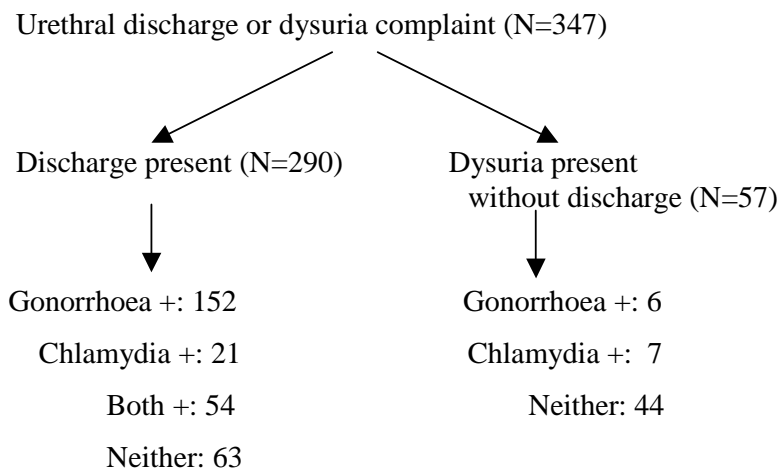 Urethral discharge or dysuria complaint (N=347)
Discharge present (N=290)
Dysuria present
without discharge (N=57)
Gonorrhoea +: 152
Chlamydia +: 21
Both +: 54
Neither: 63
Gonorrhoea +: 6
Chlamydia +: 7
Neither: 44